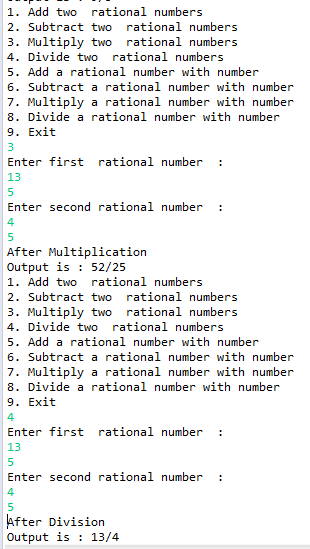 1. Add two  rational numbers
2. Subtract two  rational numbers
3. Multiply two  rational numbers
4. Divide two  rational numbers
5. Add a rational number with number
6. Subtract a rational number with number
7. Multiply a rational number with number
8. Divide a rational number with number
9. Exit
3
Enter first  rational number  :
13
5
Enter second rational number  :
4
5
After Multiplication
Output is : 52/25
1. Add two  rational numbers
2. Subtract two  rational numbers
3. Multiply two  rational numbers
4. Divide two  rational numbers
5. Add a rational number with number
6. Subtract a rational number with number
7. Multiply a rational number with number
8. Divide a rational number with number
9. Exit
4
Enter first  rational number  :
13
5
Enter second rational number  :
4
5
After Division
Output is : 13/4